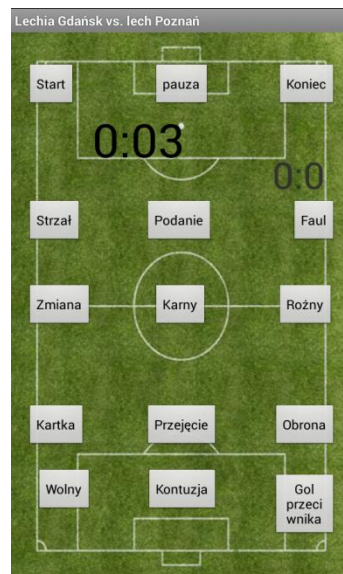 Lechia Gdańsk vs. lech Poznań
Start
pauza
Koniec
0:03
0:0
Strzał
Podanie
Faul
Zmiana
Karny
Rożny
Kartka
Przejęcie
Obrona
Wolny
Kontuzja
Gol
przeci
wnika